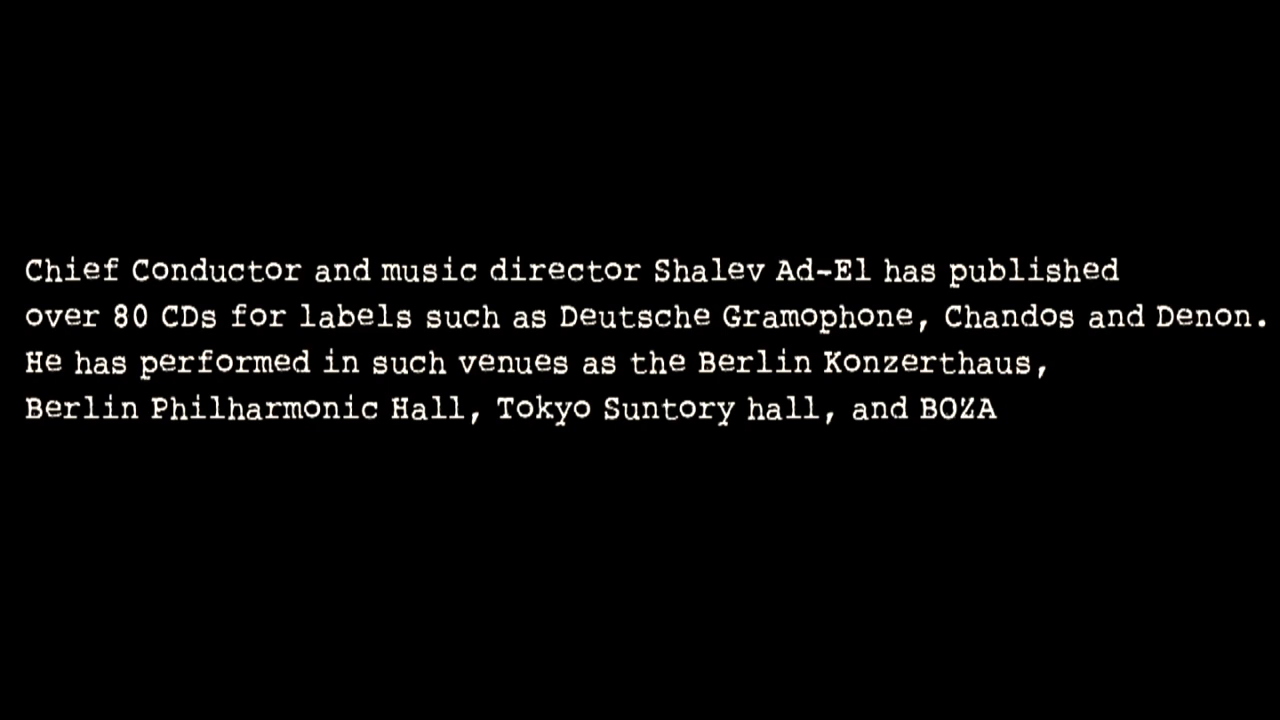 Chief Conductor and music director Shalev Ad-El has published
over 80 CDs for labels such as Deutsche Gramophone, Chandos and Denon.
He has performed in such venues as the Berlin Konzerthaus,
Berlin Philharmonic Hall, Tokyo Suntory hall, and BOZA